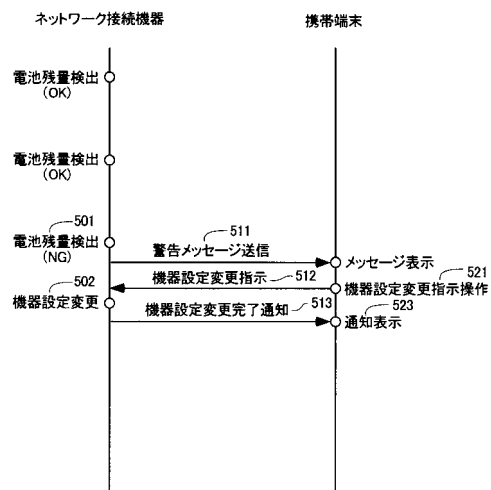 ネットワーク接続機器
携帯端末
電池残量検出
(OK)
電池残量検出
(OK)
501
電池残量検出
(NG)
511
警告メッセージ送信
メッセージ表示
502
機器設定変更指示
512
521
機器設定変更指示操作
機器設定変更
機器設定変更完了通知
513
523
通知表示